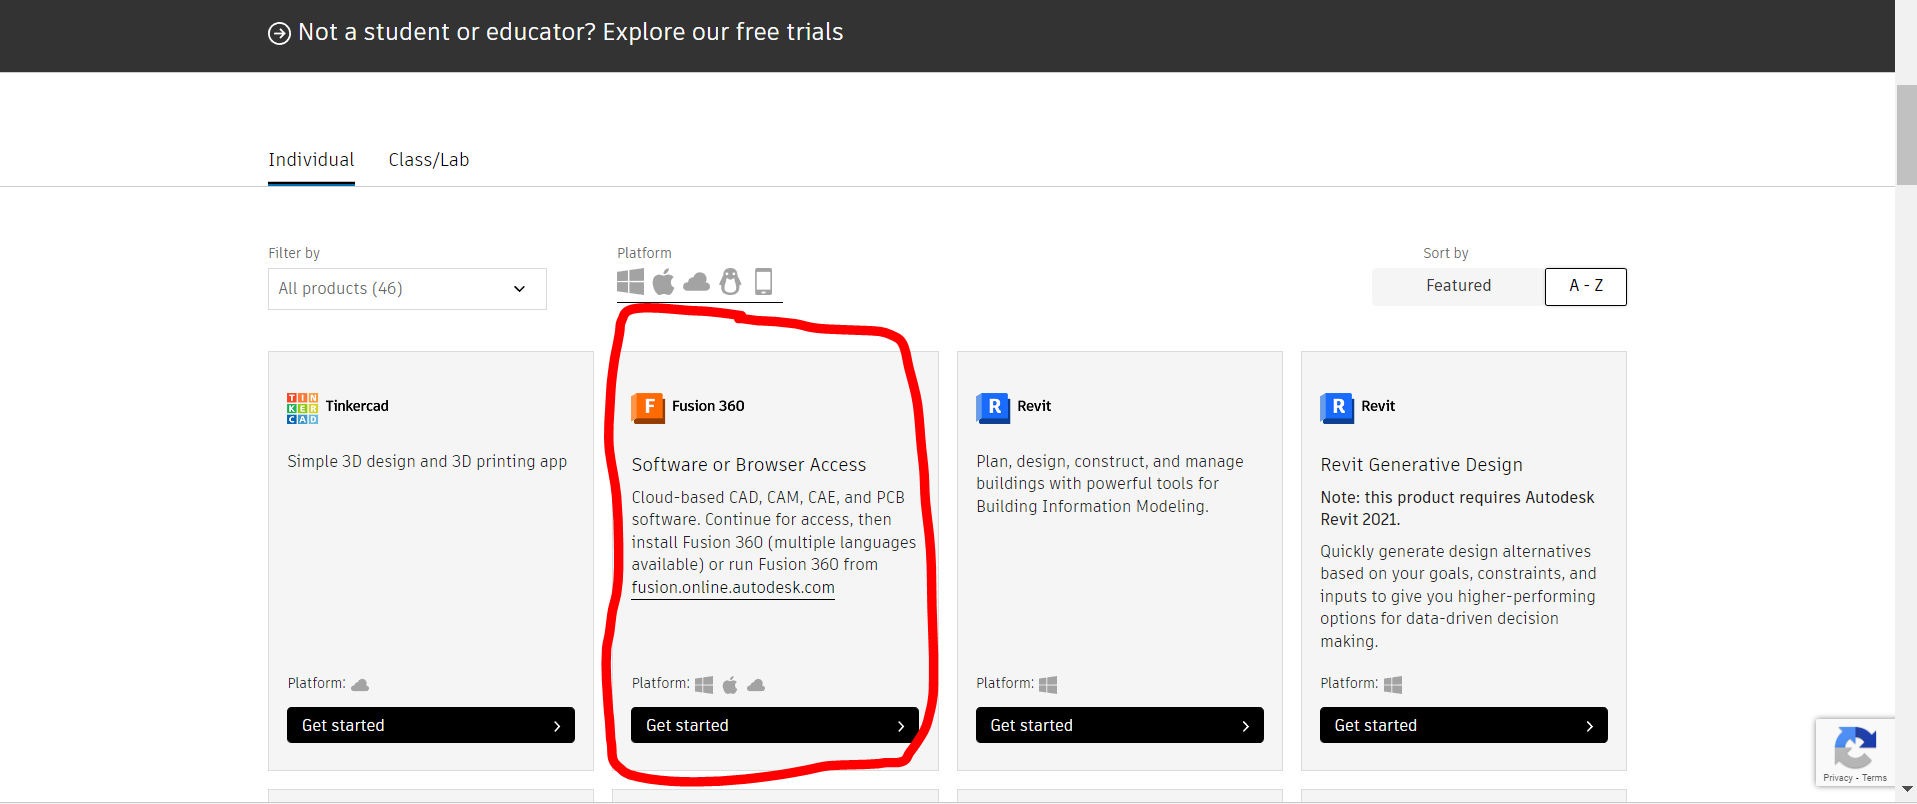 Not a student or educator? Explore our free trials
Individual
Class/Lab
Filter by
All products (46)
Platform
Sort by
Featured
A - Z
TINKERCAD
Tinkercad
Simple 3D design and 3D printing app
Platform:
Get started
F
Fusion 360
Software or Browser Access
Cloud-based CAD, CAM, CAE, and PCB
software. Continue for access, then
install Fusion 360 (multiple languages
available) or run Fusion 360 from
fusion.online.autodesk.com
Platform:
Get started
R
Revit
Plan, design, construct, and manage
buildings with powerful tools for
Building Information Modeling.
Platform:
Get started
R
Revit
Revit Generative Design
Note: this product requires Autodesk
Revit 2021.
Quickly generate design alternatives
based on your goals, constraints, and
inputs to give you higher-performing
options for data-driven decision
making.
Platform:
Get started
Privacy - Terms